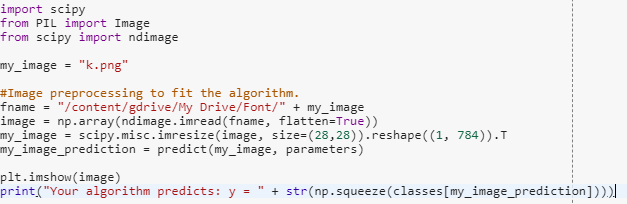 import scipy
from PIL import Image
from scipy import ndimage
my_image = "k.png"
#Image preprocessing to fit the algorithm.
fname = "/content/gdrive/My Drive/Font/" + my_image
image = np.array(ndimage.imread(fname, flatten=True))
my_image = scipy.misc.imresize(image, size=(28,28)).reshape((1, 784)).T
my_image_prediction = predict(my_image, parameters)
plt.imshow(image)
print("Your algorithm predicts: y = " + str(np.squeeze(classes[my_image_prediction])))